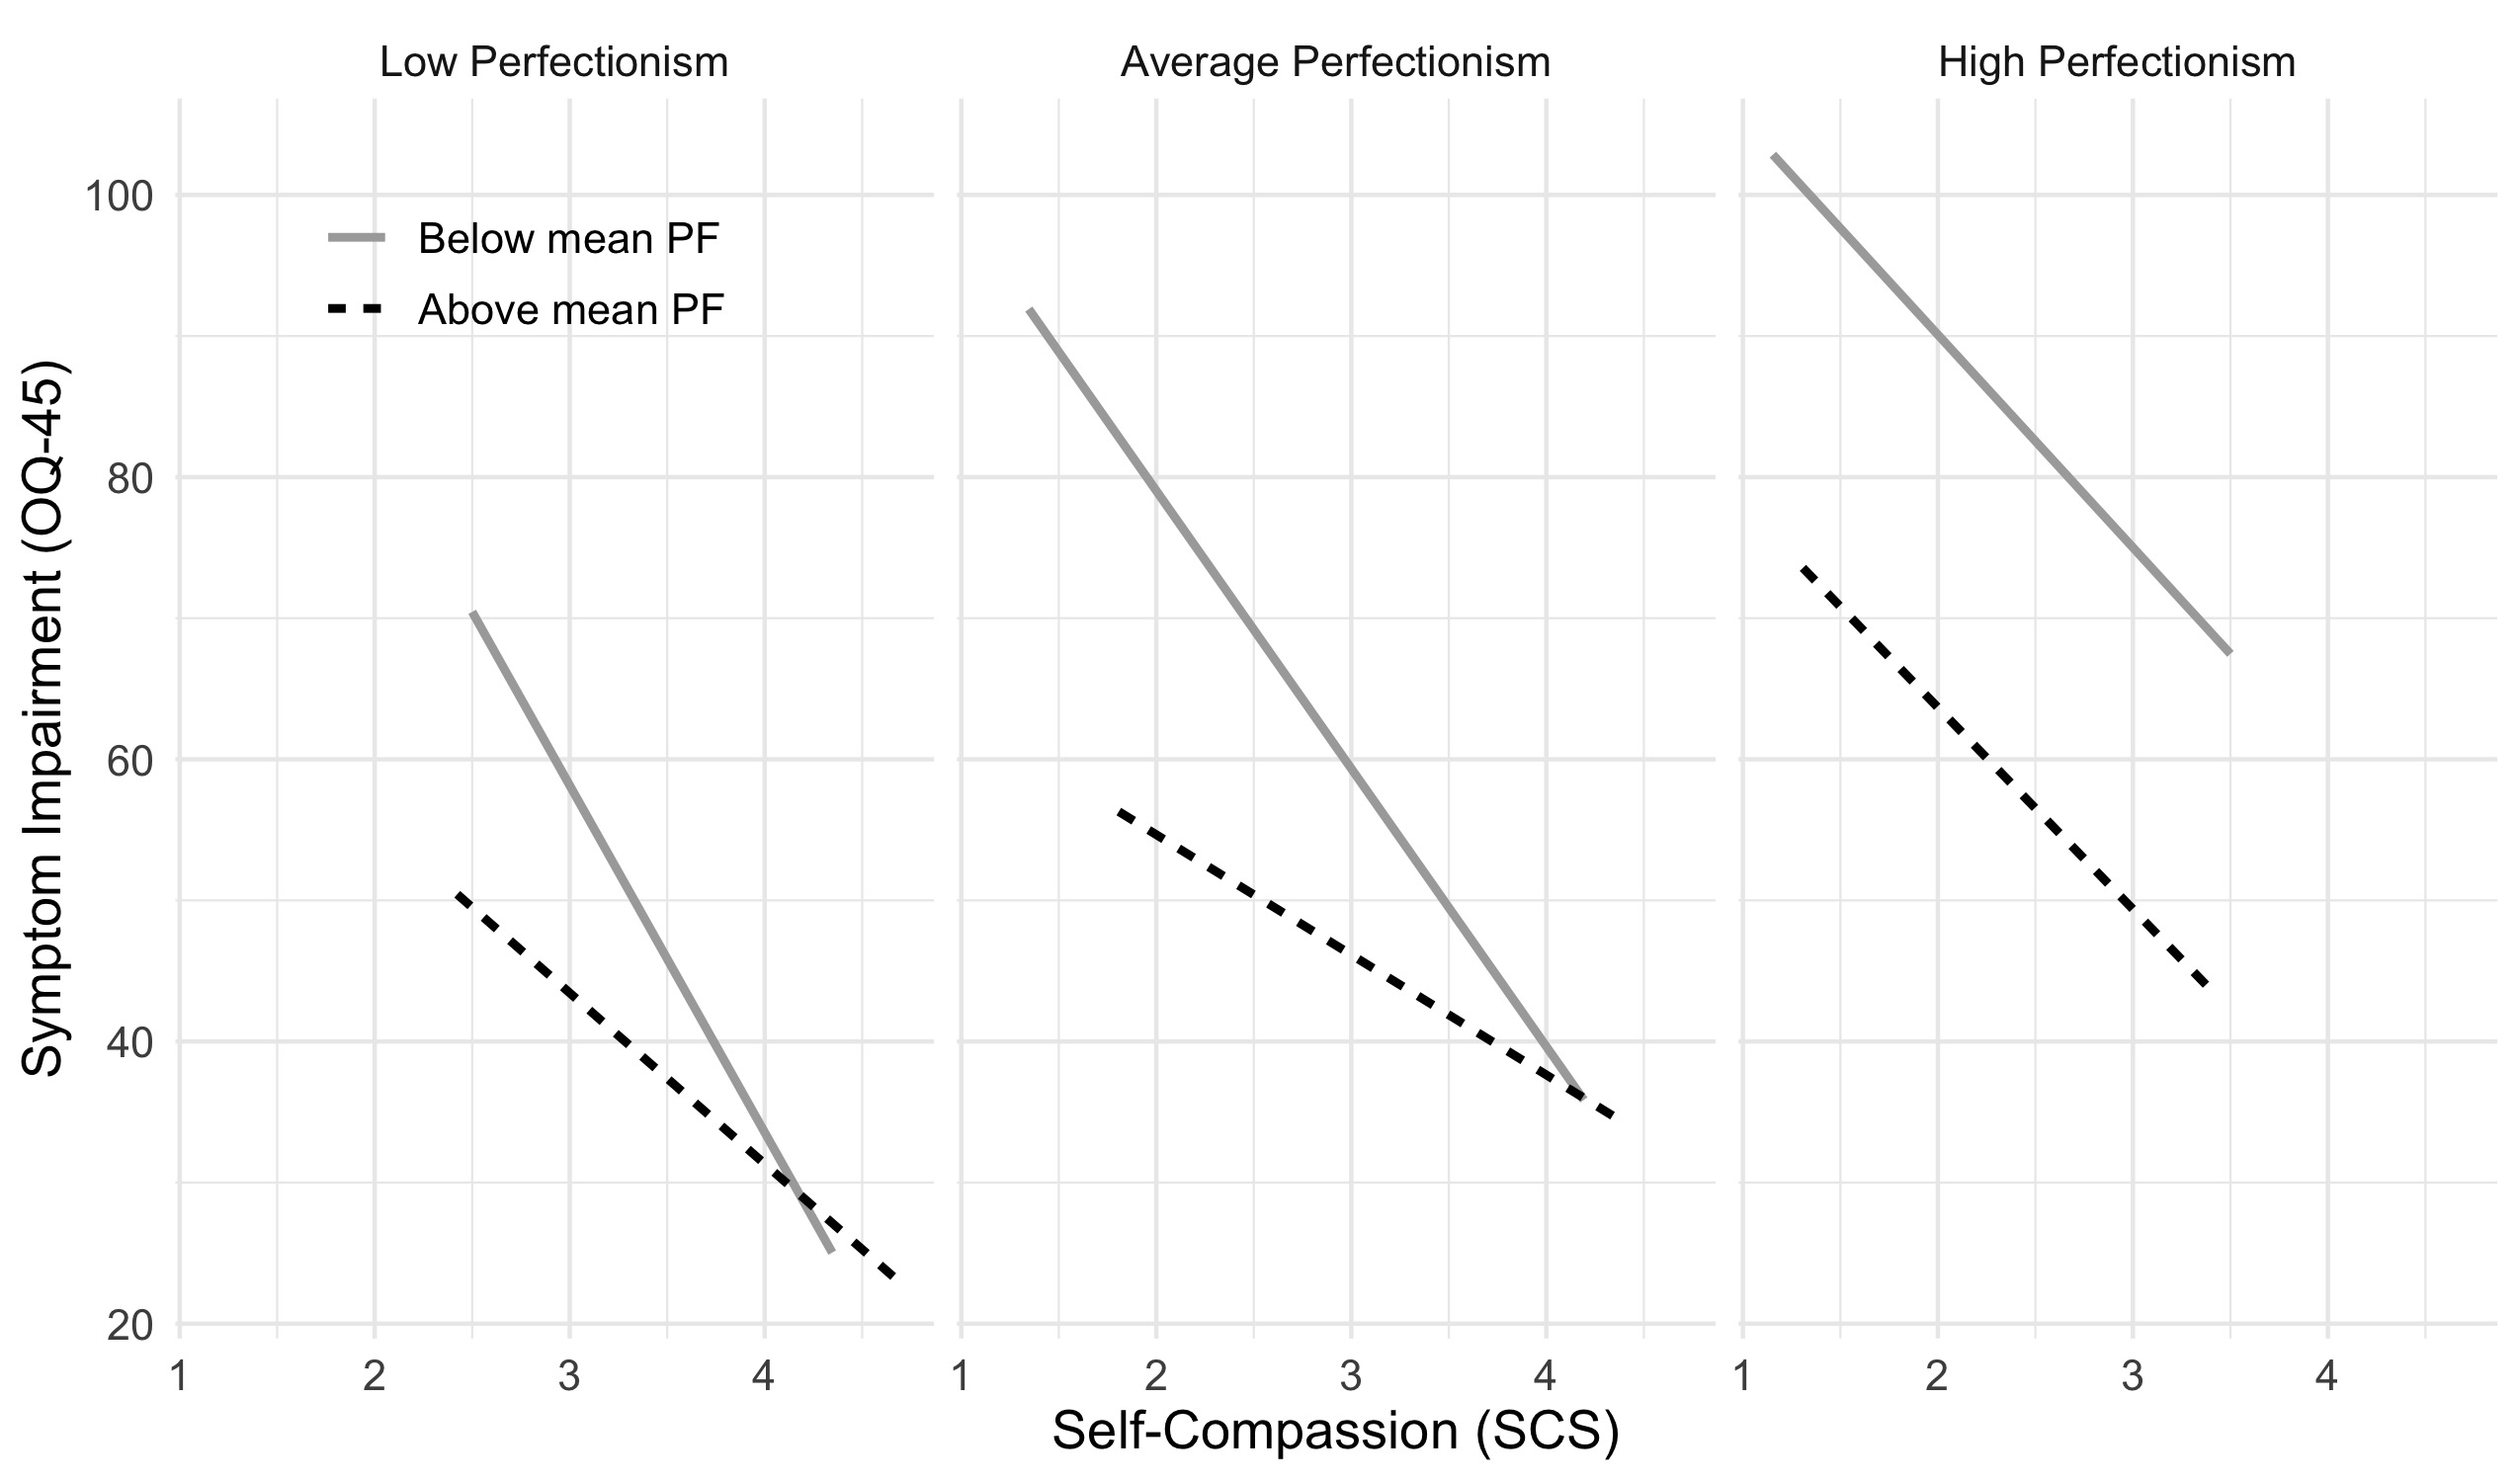 Low Perfectionism
Average Perfectionism
High Perfectionism
Below mean PF
Above mean PF
Symptom Impairment (OQ-45)
100
80
60
40
20
1 2 3 4
1 2 3 4
1 2 3 4
Self-Compassion (SCS)